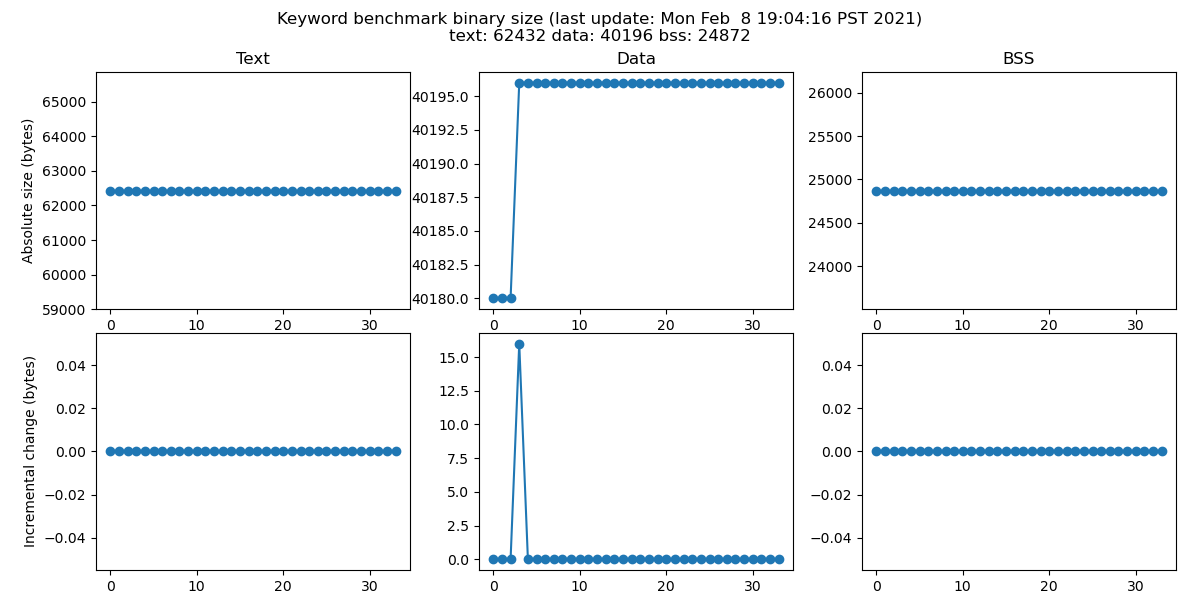 Keyword benchmark binary size (last update: Mon Feb  8 19:04:16 PST 2021)
text: 62432 data: 40196 bss: 24872
Text
Data
BSS
Absolute size (bytes)
65000
64000
63000
62000
61000
60000
59000
0 10 20 30
40195.0
40192.5
40190.0
40187.5
40185.0
40182.5
40180.0
0 10 20 30
26000
25500
25000
24500
24000
0 10 20 30
Incremental change (bytes)
0.04
0.02
0.00
−0.02
−0.04
0 10 20 30
15.0
12.5
10.0
7.5
5.0
2.5
0.0
0 10 20 30
0.04
0.02
0.00
−0.02
−0.04
0 10 20 30